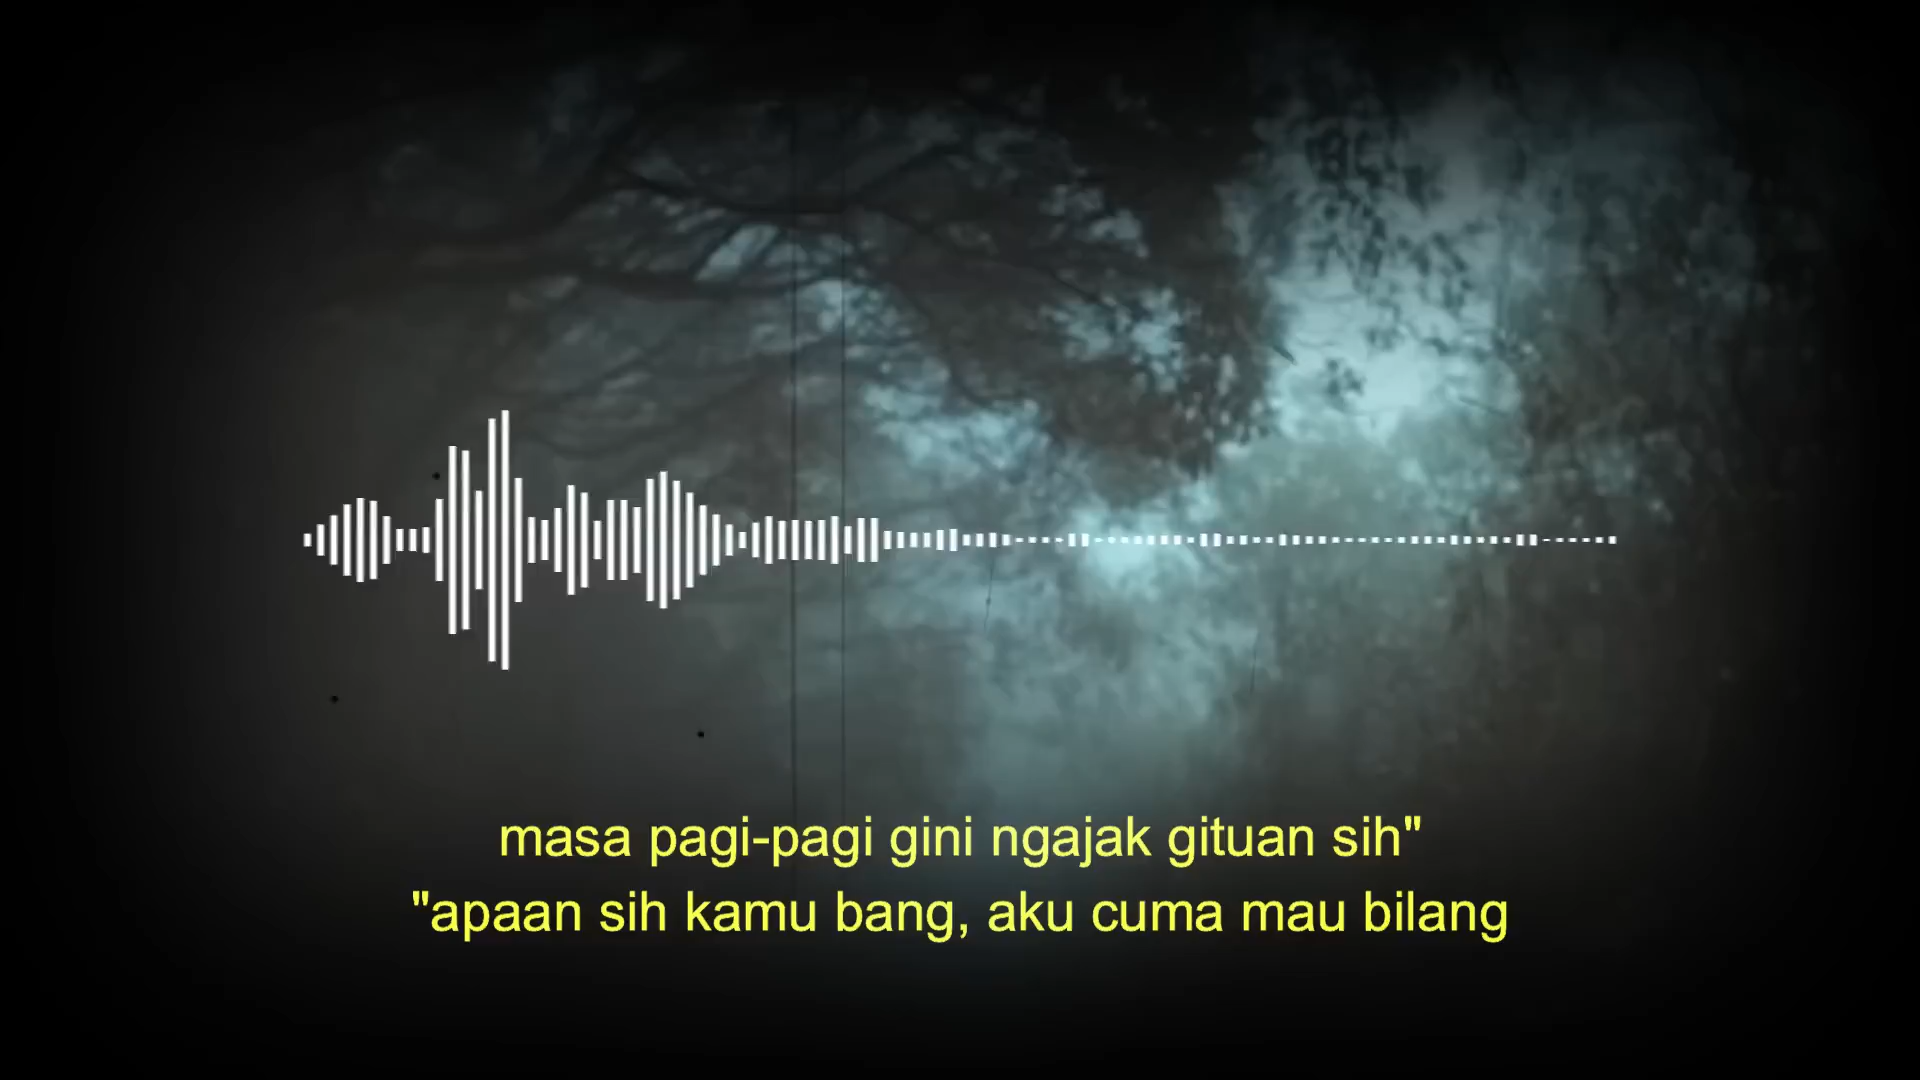 masa pagi-pagi gini ngajak gituan sih"
"apaan sih kamu bang, aku cuma mau bilang